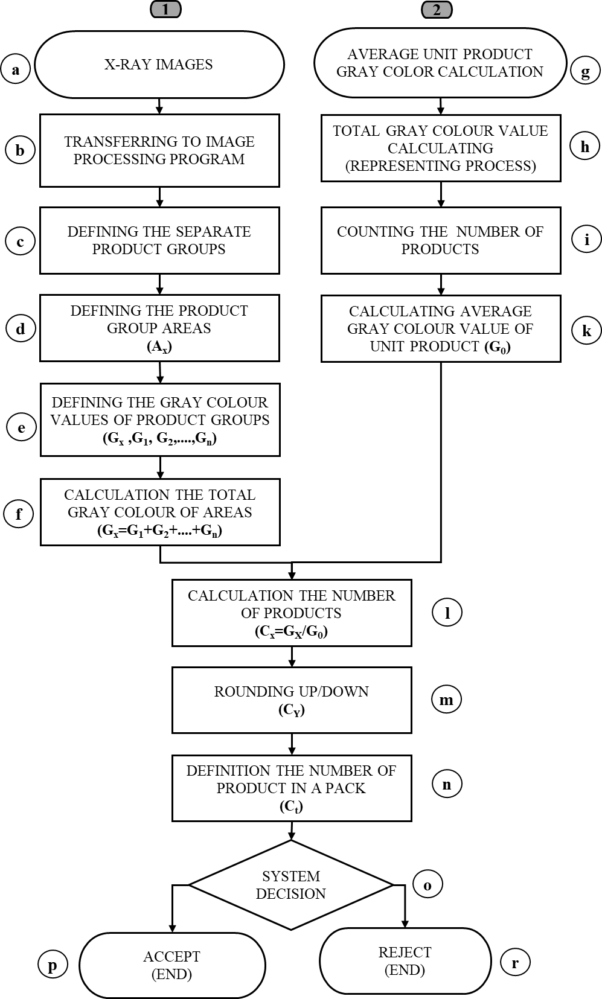 1
a
X-RAY IMAGES
b
TRANSFERRING TO IMAGE
PROCESSING PROGRAM
c
DEFINING THE SEPARATE
PRODUCT GROUPS
d
DEFINING THE PRODUCT
GROUP AREAS
(Ax)
e
DEFINING THE GRAY COLOUR
VALUES OF PRODUCT GROUPS
(Gx ,G1, G2,....,Gn)
f
CALCULATION THE TOTAL
GRAY COLOUR OF AREAS
(Gx=G1+G2+....+Gn)
2
AVERAGE UNIT PRODUCT
GRAY COLOR CALCULATION
g
TOTAL GRAY COLOUR VALUE
CALCULATING
(REPRESENTING PROCESS)
h
COUNTING THE NUMBER OF
PRODUCTS
i
CALCULATING AVERAGE
GRAY COLOUR VALUE OF
UNIT PRODUCT (G0)
k
CALCULATION THE NUMBER
OF PRODUCTS
(Cx=GX/G0)
l
ROUNDING UP/DOWN
(CY)
m
DEFINITION THE NUMBER OF
PRODUCT IN A PACK
(Ct)
n
SYSTEM
DECISION
o
p
ACCEPT
(END)
REJECT
(END)
r